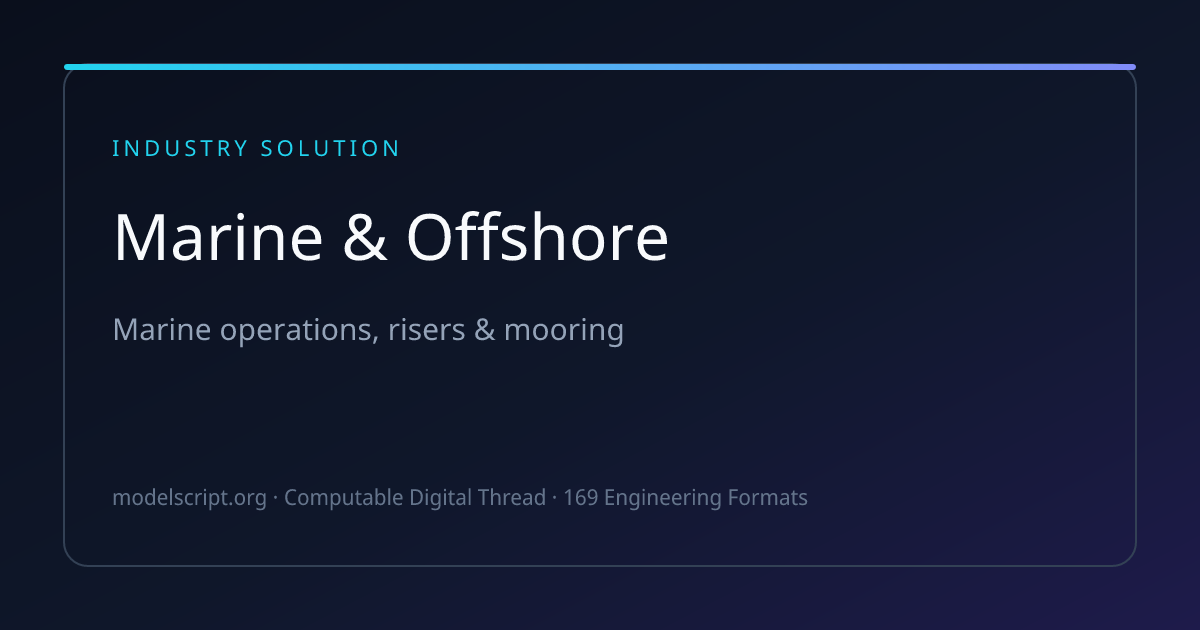 INDUSTRY SOLUTION
Marine & Offshore
Marine operations, risers & mooring
modelscript.org · Computable Digital Thread · 169 Engineering Formats